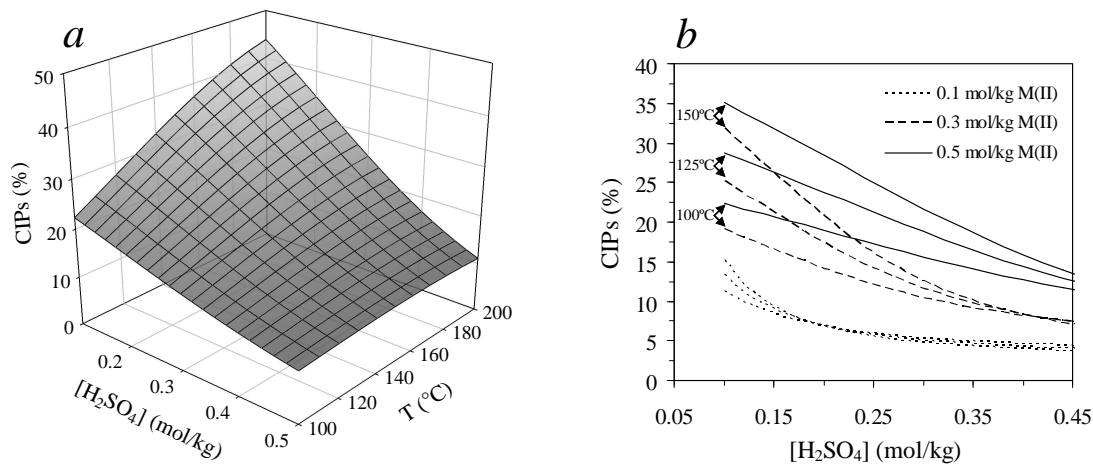 a
50
40
30
20
10
0
CIPs (%)
0.2
0.3
0.4
0.5
[H₂SO₄] (mol/kg)
100
120
140
160
180
200
T (°C)
b
40
35
30
25
20
15
10
5
0
CIPs (%)
150ºC
125ºC
100ºC
0.1 mol/kg M(II)
0.3 mol/kg M(II)
0.5 mol/kg M(II)
0.05
0.15
0.25
0.35
0.45
[H₂SO₄] (mol/kg)